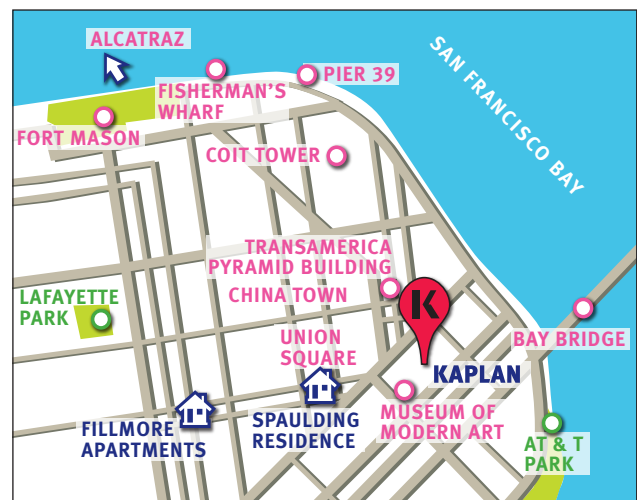 ALCATRAZ
PIER 39
FISHERMAN'S
WHARF
FORT MASON
COIT TOWER
SAN FRANCISCO BAY
TRANSAMERICA
PYRAMID BUILDING
CHINA TOWN
K
LAFAYETTE
PARK
UNION
SQUARE
BAY BRIDGE
KAPLAN
FILLMORE
APARTMENTS
SPAULDING
RESIDENCE
MUSEUM OF
MODERN ART
AT & T
PARK